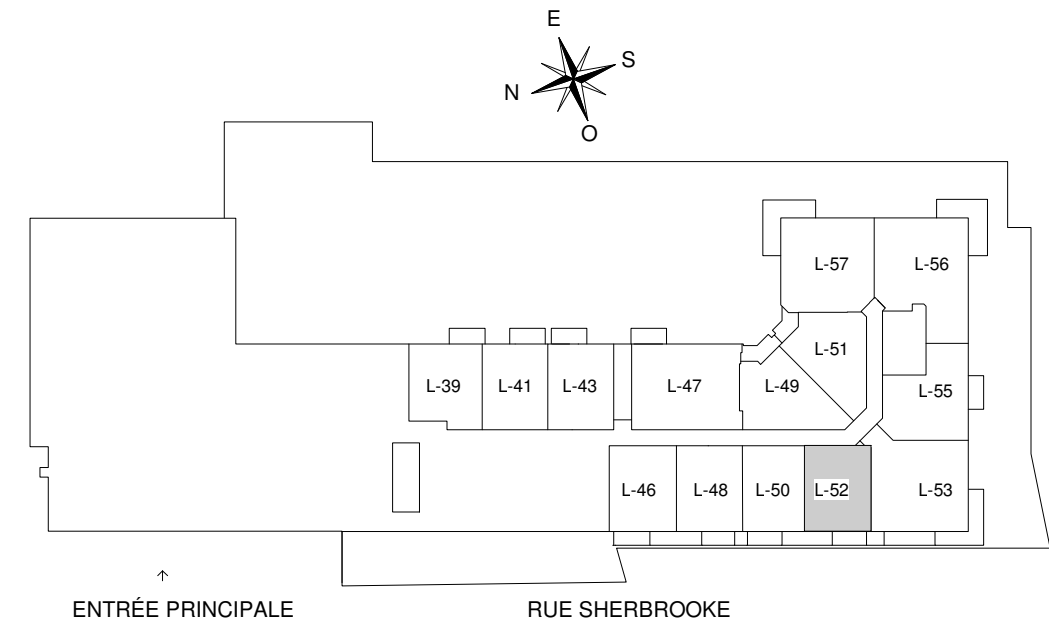 E
S
N
O
L-57
L-56
L-51
L-39
L-41
L-43
L-47
L-49
L-55
L-46
L-48
L-50
L-52
L-53
ENTRÉE PRINCIPALE
RUE SHERBROOKE